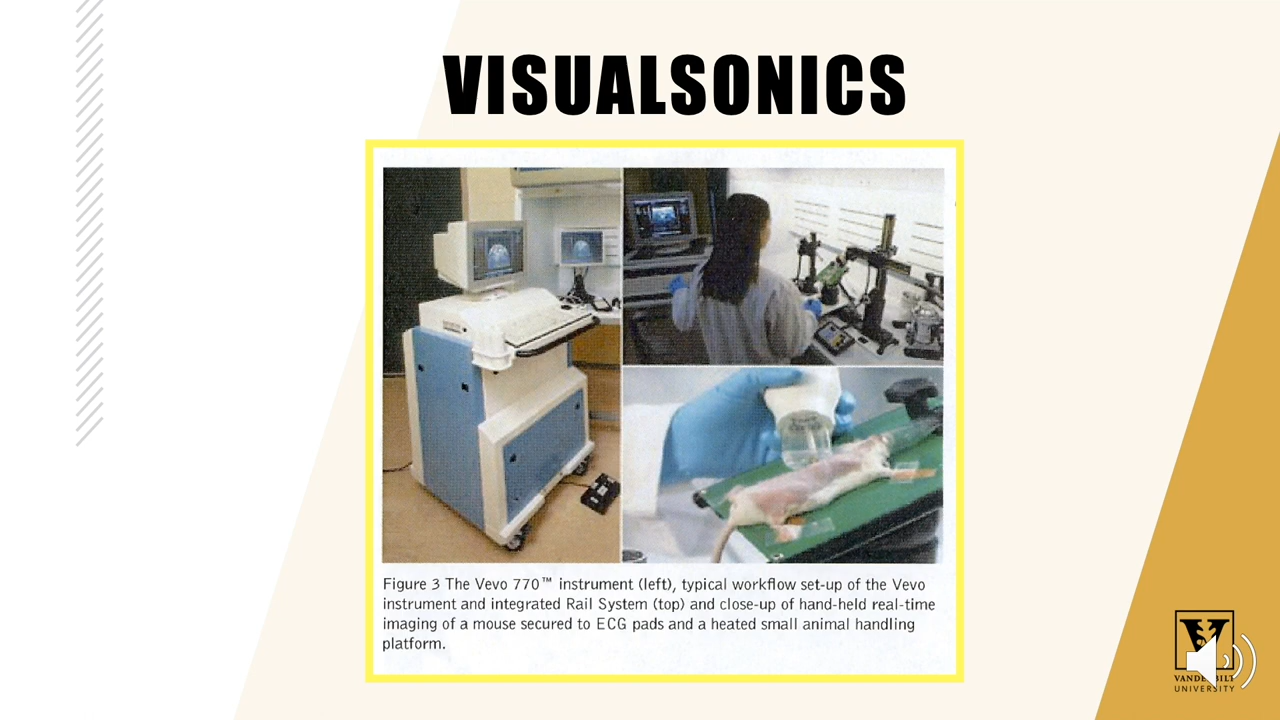 VISUALSONICS
Figure 3 The Vevo 770™ instrument (left), typical workflow set-up of the Vevo
instrument and integrated Rail System (top) and close-up of hand-held real-time
imaging of a mouse secured to ECG pads and a heated small animal handling
platform.
VANDERBILT
UNIVERSITY